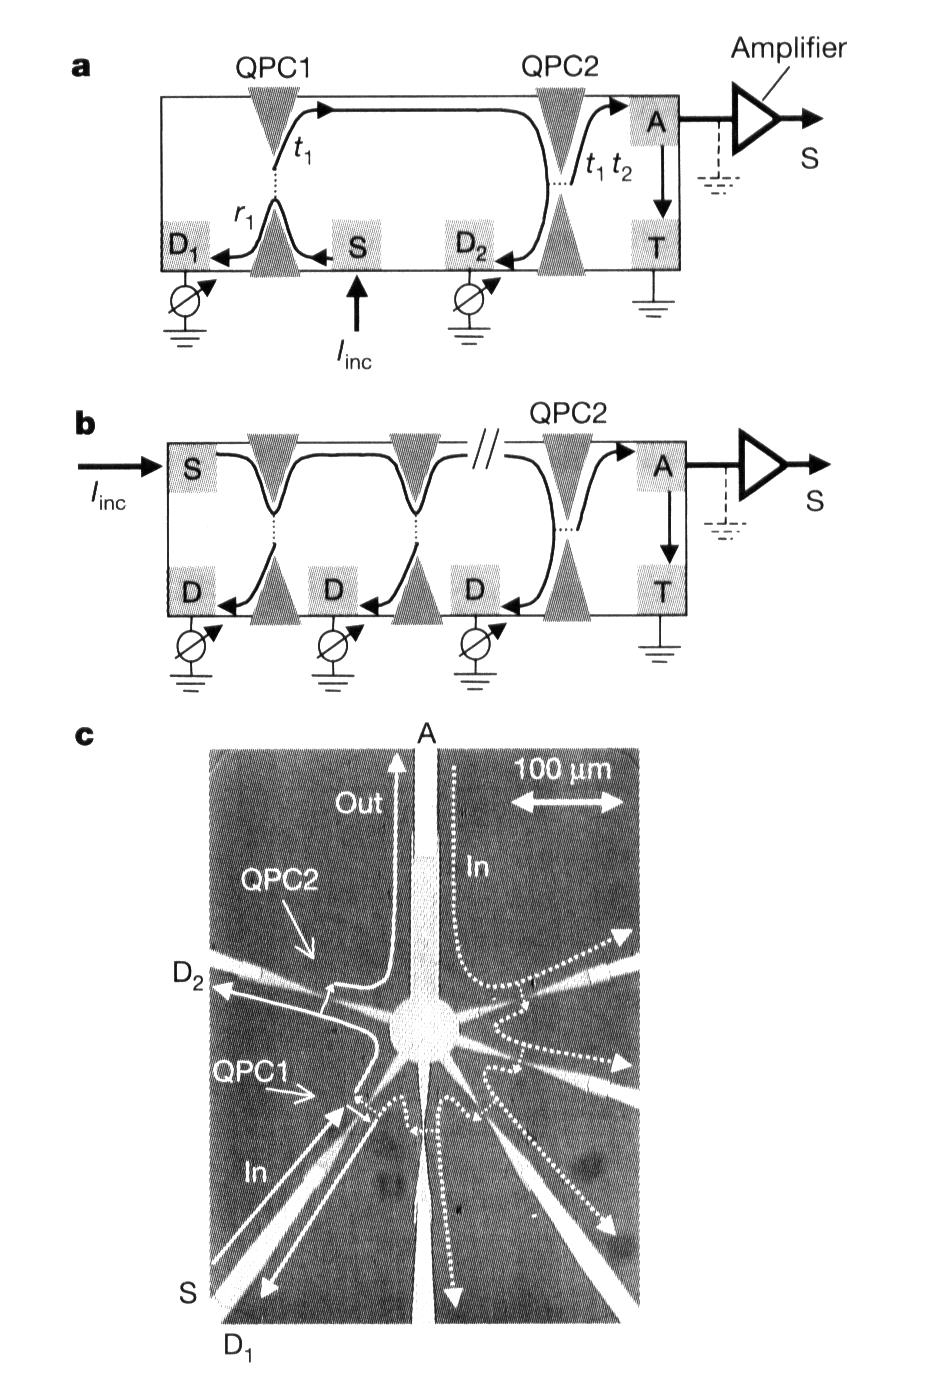 a
QPC1
QPC2
Amplifier
A
S
t1
t1 t2
r1
D1
S
D2
T
Iinc
b
QPC2
S
A
Iinc
S
D
D
D
T
c
A
100 μm
Out
In
QPC2
D2
QPC1
In
S
D1